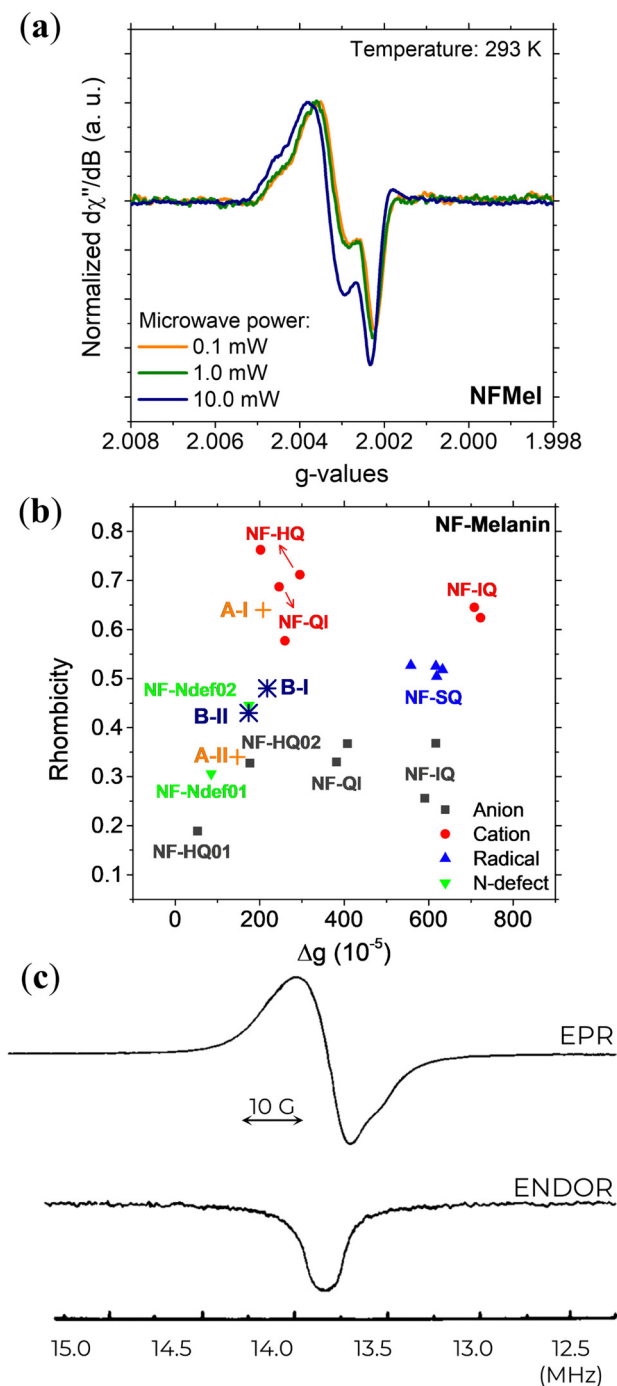 (a)
Temperature: 293 K
Normalized dχ''/dB (a. u.)
Microwave power:
0.1 mW
1.0 mW
10.0 mW
NFMel
2.008 2.006 2.004 2.002 2.000 1.998
g-values
(b)
NF-Melanin
Rhombicity
0.8
0.7
0.6
0.5
0.4
0.3
0.2
0.1
NF-HQ
NF-IQ
A-I
NF-QI
NF-Ndef02
B-I
NF-SQ
B-II
NF-HQ02
A-II
NF-QI
NF-IQ
NF-Ndef01
NF-HQ01
Anion
Cation
Radical
N-defect
0 200 400 600 800
Δg (10⁻⁵)
(c)
EPR
10 G
ENDOR
15.0 14.5 14.0 13.5 13.0 12.5
(MHz)